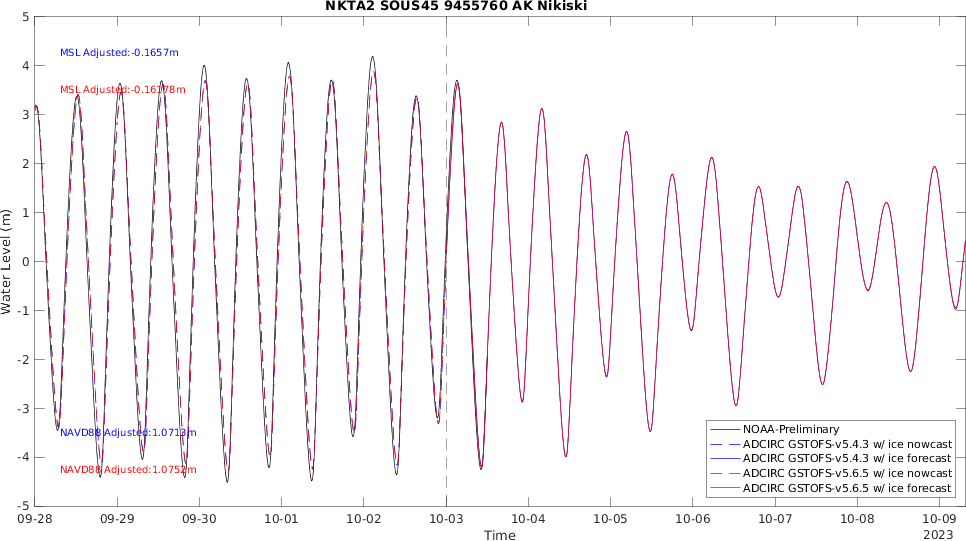 NKTA2 SOUS45 9455760 AK Nikiski
5
4
3
2
1
0
-1
-2
-3
-4
-5
Water Level (m)
MSL Adjusted:-0.1657m
MSL Adjusted:-0.16178m
NAVD88 Adjusted:1.0713m
NAVD88 Adjusted:1.0752m
NOAA-Preliminary
ADCIRC GSTOFS-v5.4.3 w/ ice nowcast
ADCIRC GSTOFS-v5.4.3 w/ ice forecast
ADCIRC GSTOFS-v5.6.5 w/ ice nowcast
ADCIRC GSTOFS-v5.6.5 w/ ice forecast
09-28 09-29 09-30 10-01 10-02 10-03 10-04 10-05 10-06 10-07 10-08 10-09
Time
2023